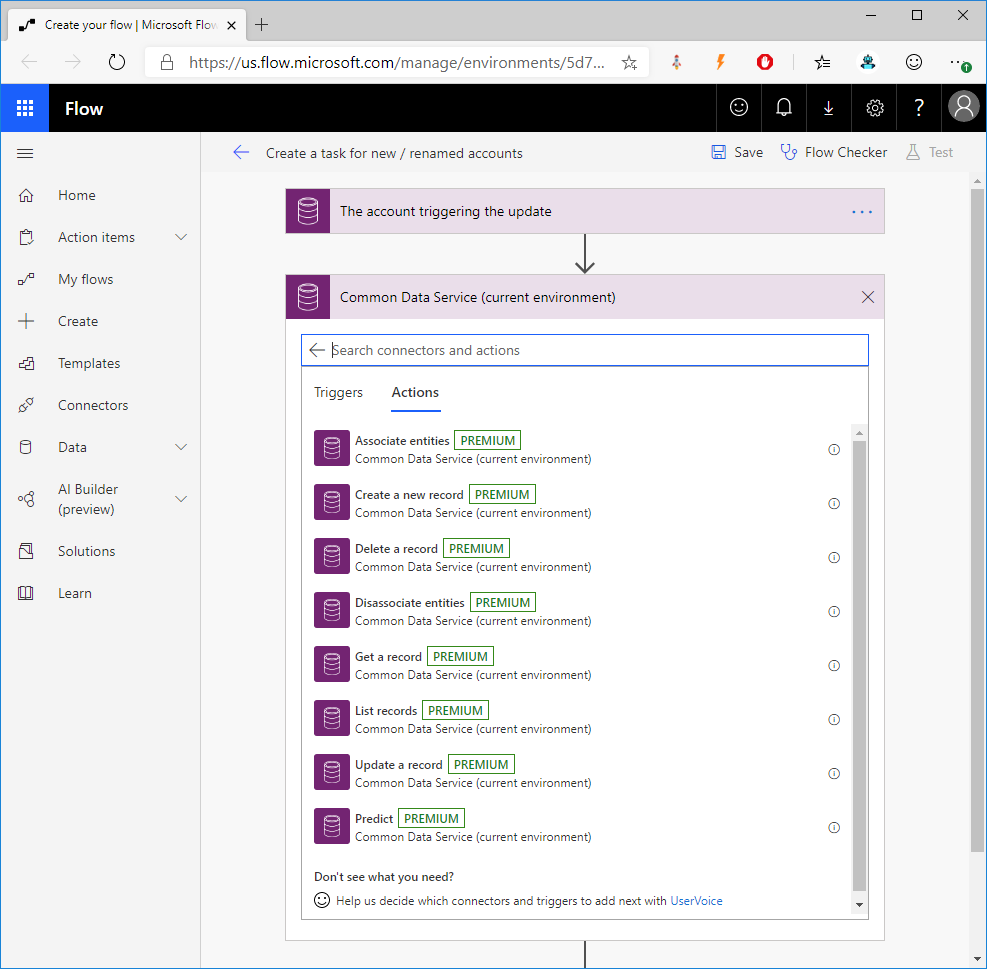 Create your flow | Microsoft Flow
https://us.flow.microsoft.com/manage/environments/5d7...
Flow
?
Create a task for new / renamed accounts
Save
Flow Checker
Test
Home
Action items
My flows
Create
Templates
Connectors
Data
AI Builder
(preview)
Solutions
Learn
The account triggering the update
Common Data Service (current environment)
Search connectors and actions
Triggers
Actions
Associate entities PREMIUM
Common Data Service (current environment)
Create a new record PREMIUM
Common Data Service (current environment)
Delete a record PREMIUM
Common Data Service (current environment)
Disassociate entities PREMIUM
Common Data Service (current environment)
Get a record PREMIUM
Common Data Service (current environment)
List records PREMIUM
Common Data Service (current environment)
Update a record PREMIUM
Common Data Service (current environment)
Predict PREMIUM
Common Data Service (current environment)
Don't see what you need?
Help us decide which connectors and triggers to add next with UserVoice